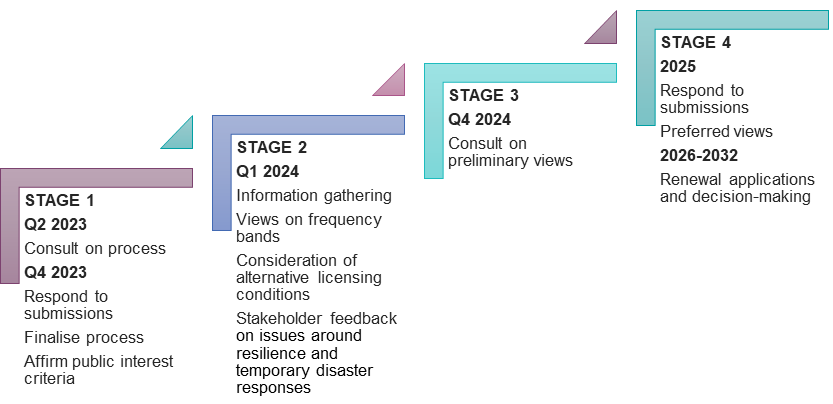 STAGE 1
Q2 2023
Consult on process
Q4 2023
Respond to
submissions
Finalise process
Affirm public interest
criteria
STAGE 2
Q1 2024
Information gathering
Views on frequency
bands
Consideration of
alternative licensing
conditions
Stakeholder feedback
on issues around
resilience and
temporary disaster
responses
STAGE 3
Q4 2024
Consult on
preliminary views
STAGE 4
2025
Respond to
submissions
Preferred views
2026-2032
Renewal applications
and decision-making